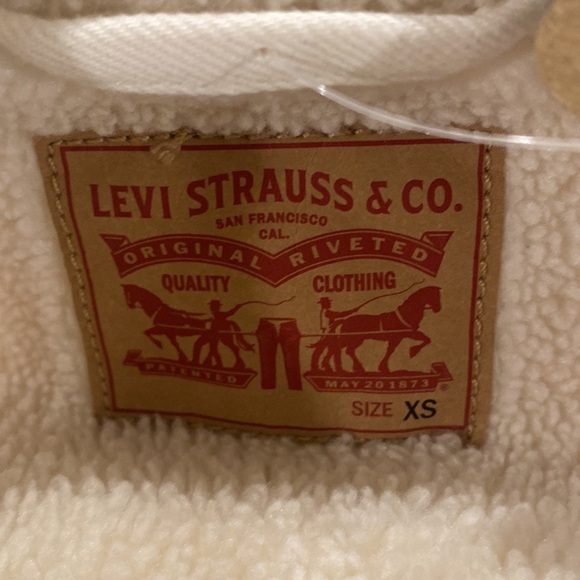 LEVI STRAUSS & CO.
SAN FRANCISCO
CAL.
ORIGINAL RIVETED
QUALITY CLOTHING
PATENTED MAY 20 1873 ®
SIZE XS